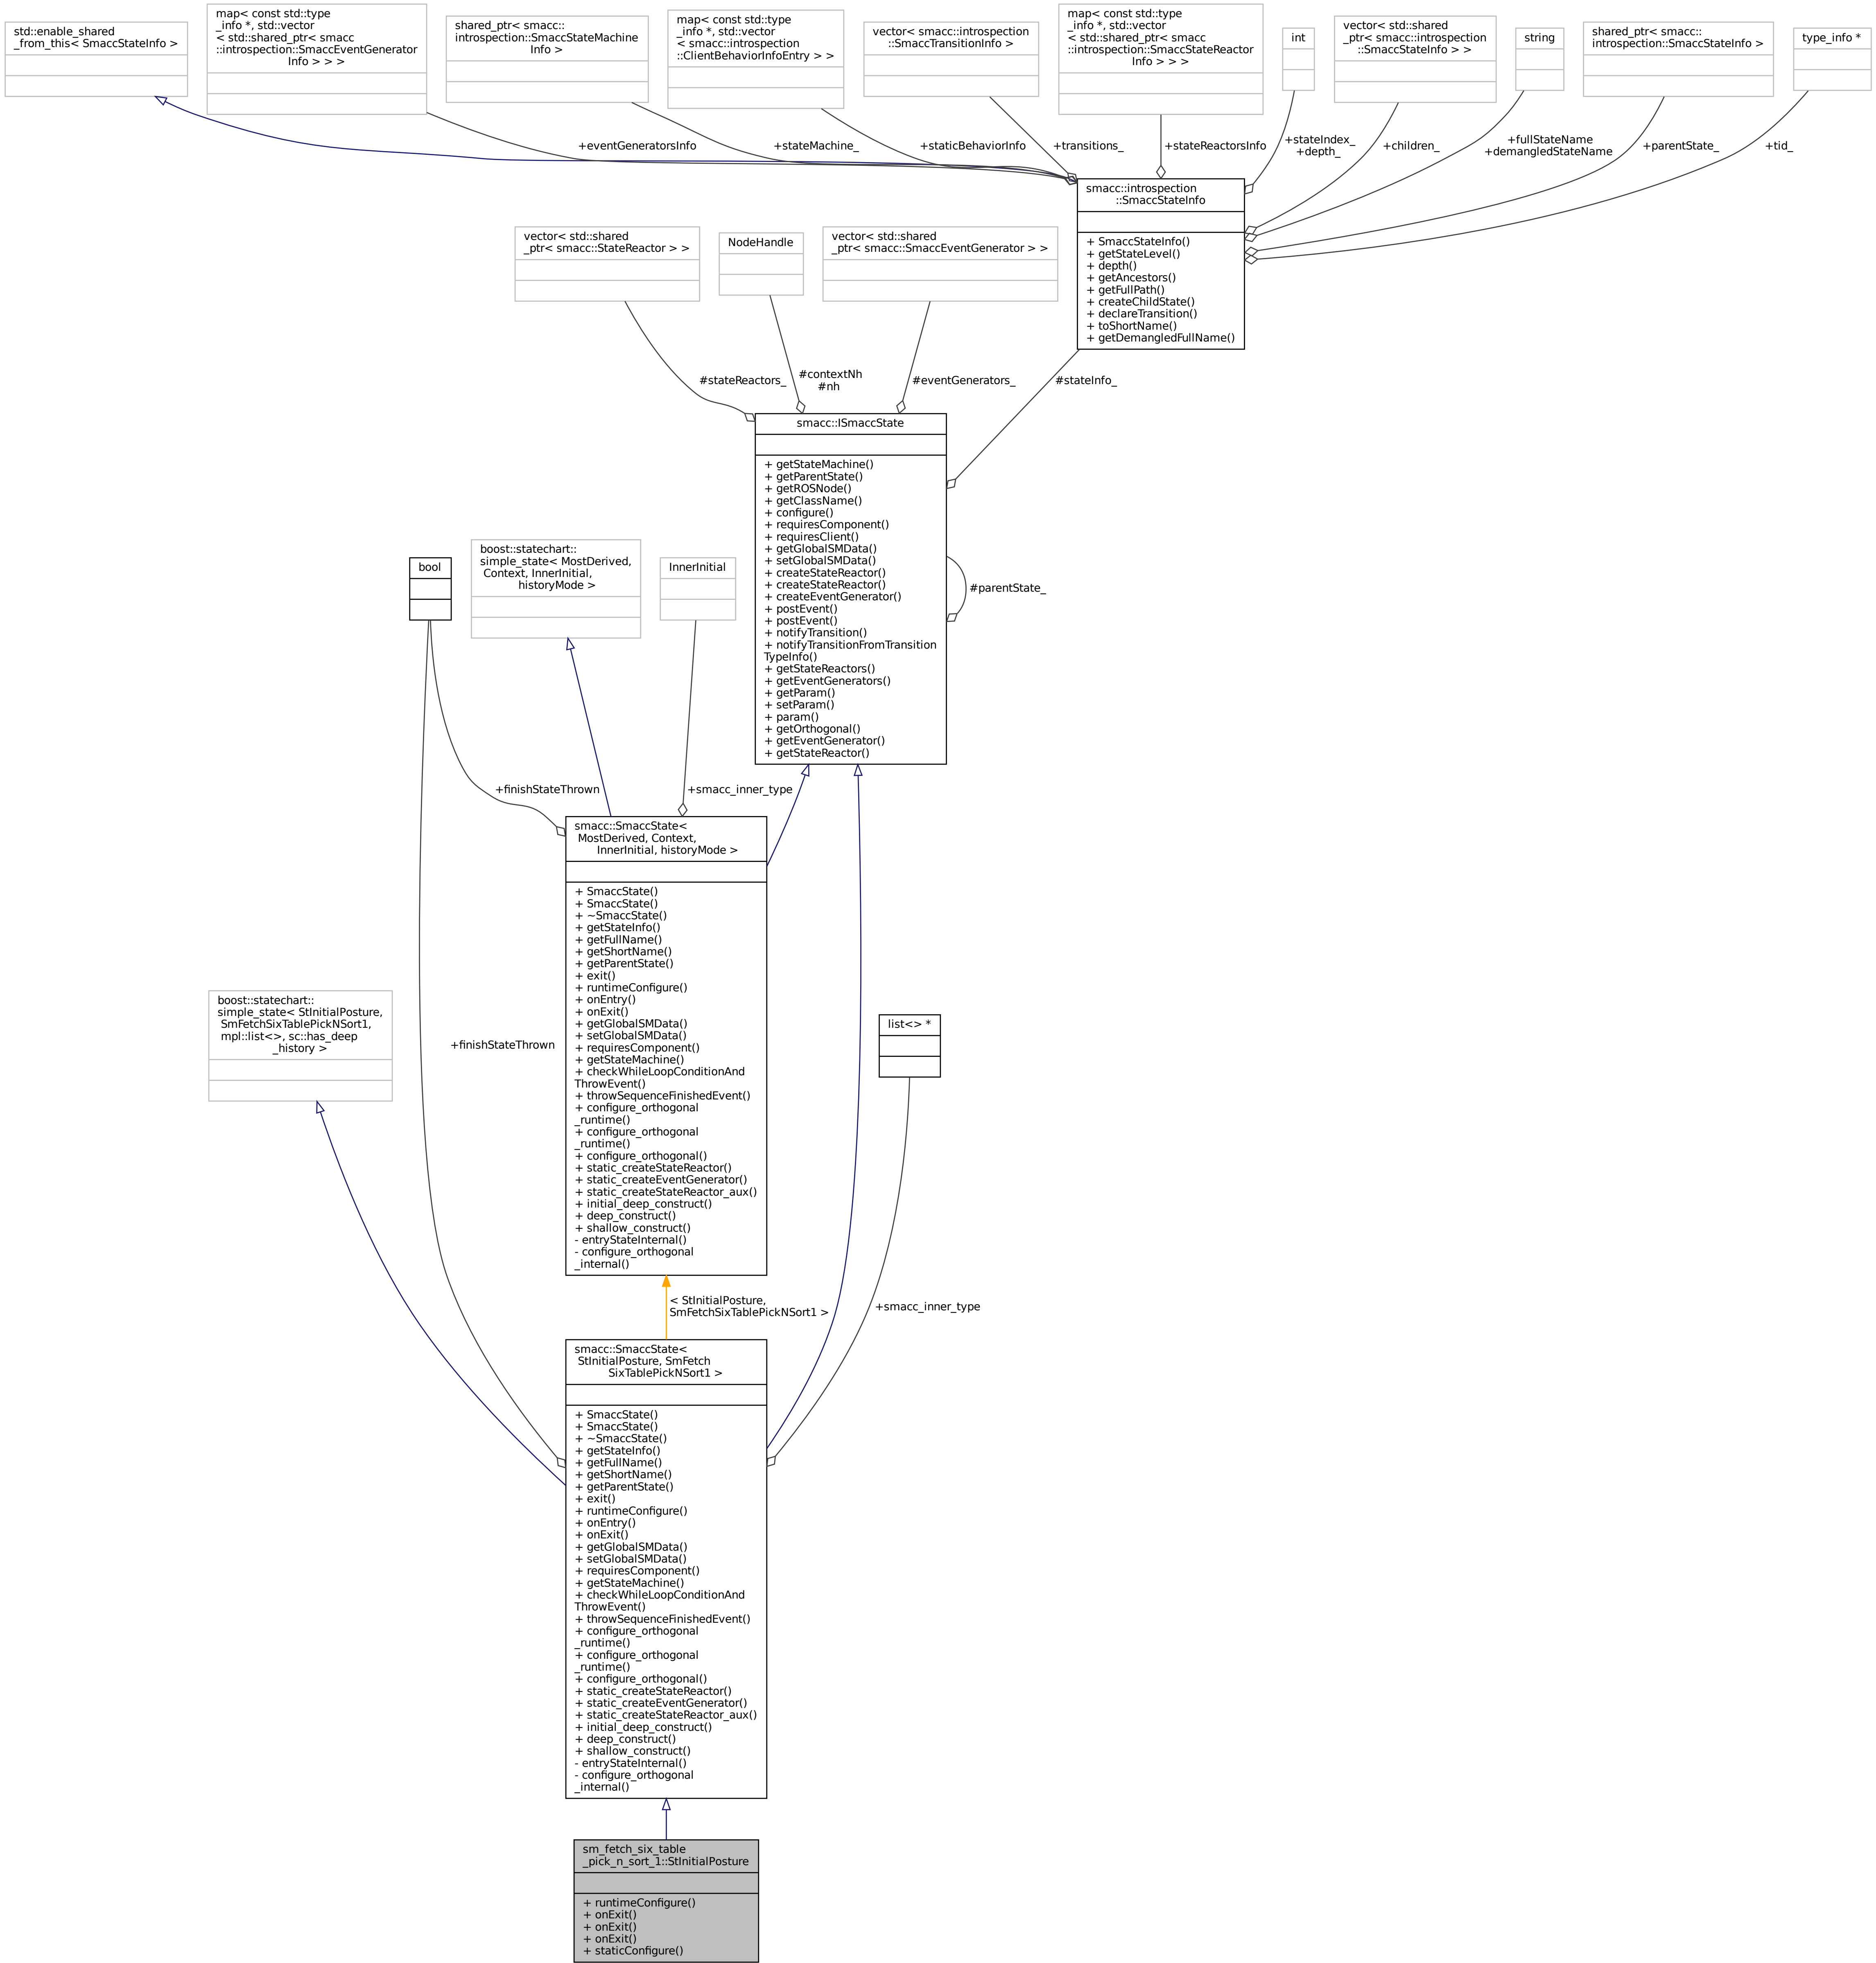 std::enable_shared
_from_this< SmaccStateInfo >
map< const std::type
_info *, std::vector
< std::shared_ptr< smacc
::introspection::SmaccEventGenerator
Info > > >
shared_ptr< smacc::
introspection::SmaccStateMachine
Info >
map< const std::type
_info *, std::vector
< smacc::introspection
::ClientBehaviorInfoEntry > >
vector< smacc::introspection
::SmaccTransitionInfo >
map< const std::type
_info *, std::vector
< std::shared_ptr< smacc
::introspection::SmaccStateReactor
Info > > >
int
vector< std::shared
_ptr< smacc::introspection
::SmaccStateInfo > >
string
shared_ptr< smacc::
introspection::SmaccStateInfo >
type_info *
+eventGeneratorsInfo
+stateMachine_
+staticBehaviorInfo
+transitions_
+stateReactorsInfo
+stateIndex_
+depth_
+children_
+fullStateName
+demangledStateName
+parentState_
+tid_
smacc::introspection
::SmaccStateInfo
+ SmaccStateInfo()
+ getStateLevel()
+ depth()
+ getAncestors()
+ getFullPath()
+ createChildState()
+ declareTransition()
+ toShortName()
+ getDemangledFullName()
vector< std::shared
_ptr< smacc::StateReactor > >
NodeHandle
vector< std::shared
_ptr< smacc::SmaccEventGenerator > >
#stateReactors_
#contextNh
#nh
#eventGenerators_
#stateInfo_
smacc::ISmaccState
+ getStateMachine()
+ getParentState()
+ getROSNode()
+ getClassName()
+ configure()
+ requiresComponent()
+ requiresClient()
+ getGlobalSMData()
+ setGlobalSMData()
+ createStateReactor()
+ createStateReactor()
+ createEventGenerator()
+ postEvent()
+ postEvent()
+ notifyTransition()
+ notifyTransitionFromTransition
TypeInfo()
+ getStateReactors()
+ getEventGenerators()
+ getParam()
+ setParam()
+ param()
+ getOrthogonal()
+ getEventGenerator()
+ getStateReactor()
#parentState_
bool
boost::statechart::
simple_state< MostDerived,
Context, InnerInitial,
historyMode >
InnerInitial
+finishStateThrown
+smacc_inner_type
smacc::SmaccState<
MostDerived, Context,
InnerInitial, historyMode >
+ SmaccState()
+ SmaccState()
+ ~SmaccState()
+ getStateInfo()
+ getFullName()
+ getShortName()
+ getParentState()
+ exit()
+ runtimeConfigure()
+ onEntry()
+ onExit()
+ getGlobalSMData()
+ setGlobalSMData()
+ requiresComponent()
+ getStateMachine()
+ checkWhileLoopConditionAnd
ThrowEvent()
+ throwSequenceFinishedEvent()
+ configure_orthogonal
_runtime()
+ configure_orthogonal
_runtime()
+ configure_orthogonal()
+ static_createStateReactor()
+ static_createEventGenerator()
+ static_createStateReactor_aux()
+ initial_deep_construct()
+ deep_construct()
+ shallow_construct()
- entryStateInternal()
- configure_orthogonal
_internal()
boost::statechart::
simple_state< StInitialPosture,
SmFetchSixTablePickNSort1,
mpl::list<>, sc::has_deep
_history >
+finishStateThrown
list<> *
< StInitialPosture,
SmFetchSixTablePickNSort1 >
+smacc_inner_type
smacc::SmaccState<
StInitialPosture, SmFetch
SixTablePickNSort1 >
+ SmaccState()
+ SmaccState()
+ ~SmaccState()
+ getStateInfo()
+ getFullName()
+ getShortName()
+ getParentState()
+ exit()
+ runtimeConfigure()
+ onEntry()
+ onExit()
+ getGlobalSMData()
+ setGlobalSMData()
+ requiresComponent()
+ getStateMachine()
+ checkWhileLoopConditionAnd
ThrowEvent()
+ throwSequenceFinishedEvent()
+ configure_orthogonal
_runtime()
+ configure_orthogonal
_runtime()
+ configure_orthogonal()
+ static_createStateReactor()
+ static_createEventGenerator()
+ static_createStateReactor_aux()
+ initial_deep_construct()
+ deep_construct()
+ shallow_construct()
- entryStateInternal()
- configure_orthogonal
_internal()
sm_fetch_six_table
_pick_n_sort_1::StInitialPosture
+ runtimeConfigure()
+ onExit()
+ onExit()
+ onExit()
+ staticConfigure()